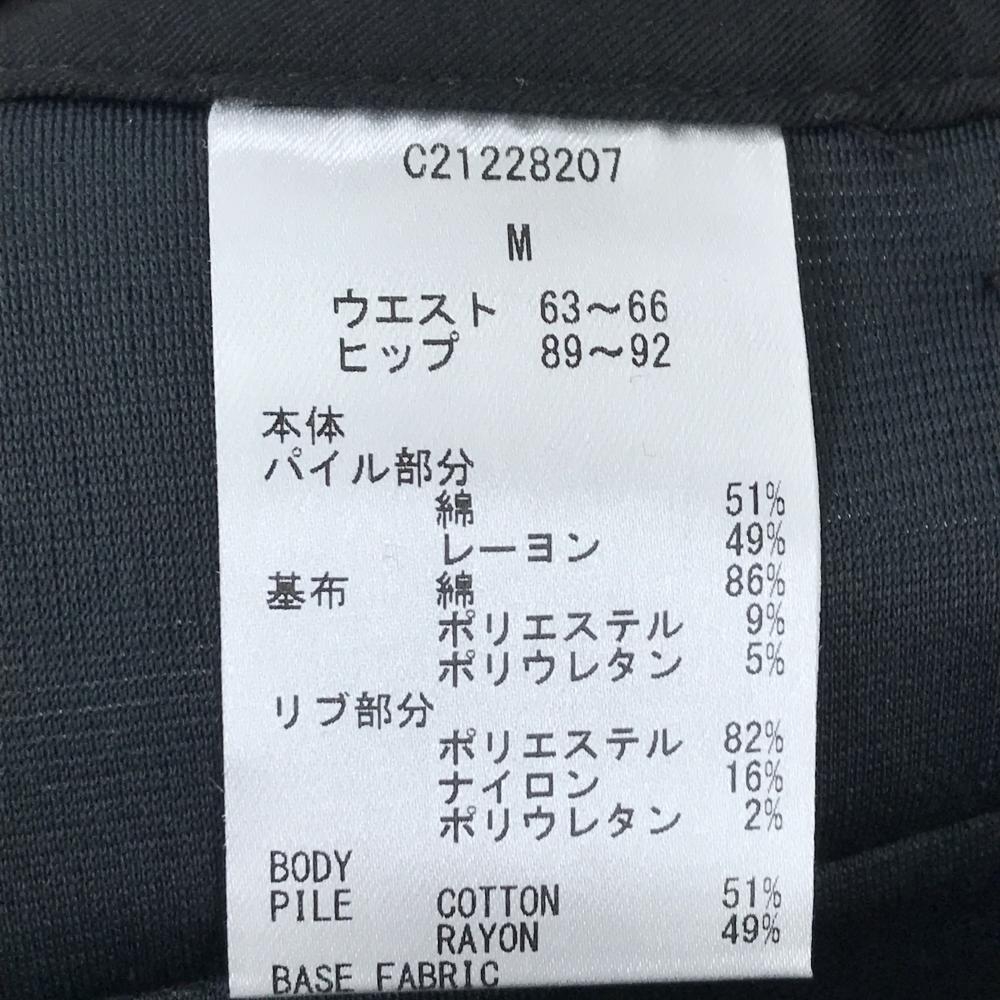 C21228207
M
ウエスト 63〜66
ヒップ 89〜92
本体
パイル部分
綿 51%
レーヨン 49%
基布 綿 86%
ポリエステル 9%
ポリウレタン 5%
リブ部分
ポリエステル 82%
ナイロン 16%
ポリウレタン 2%
BODY
PILE COTTON 51%
RAYON 49%
BASE FABRIC